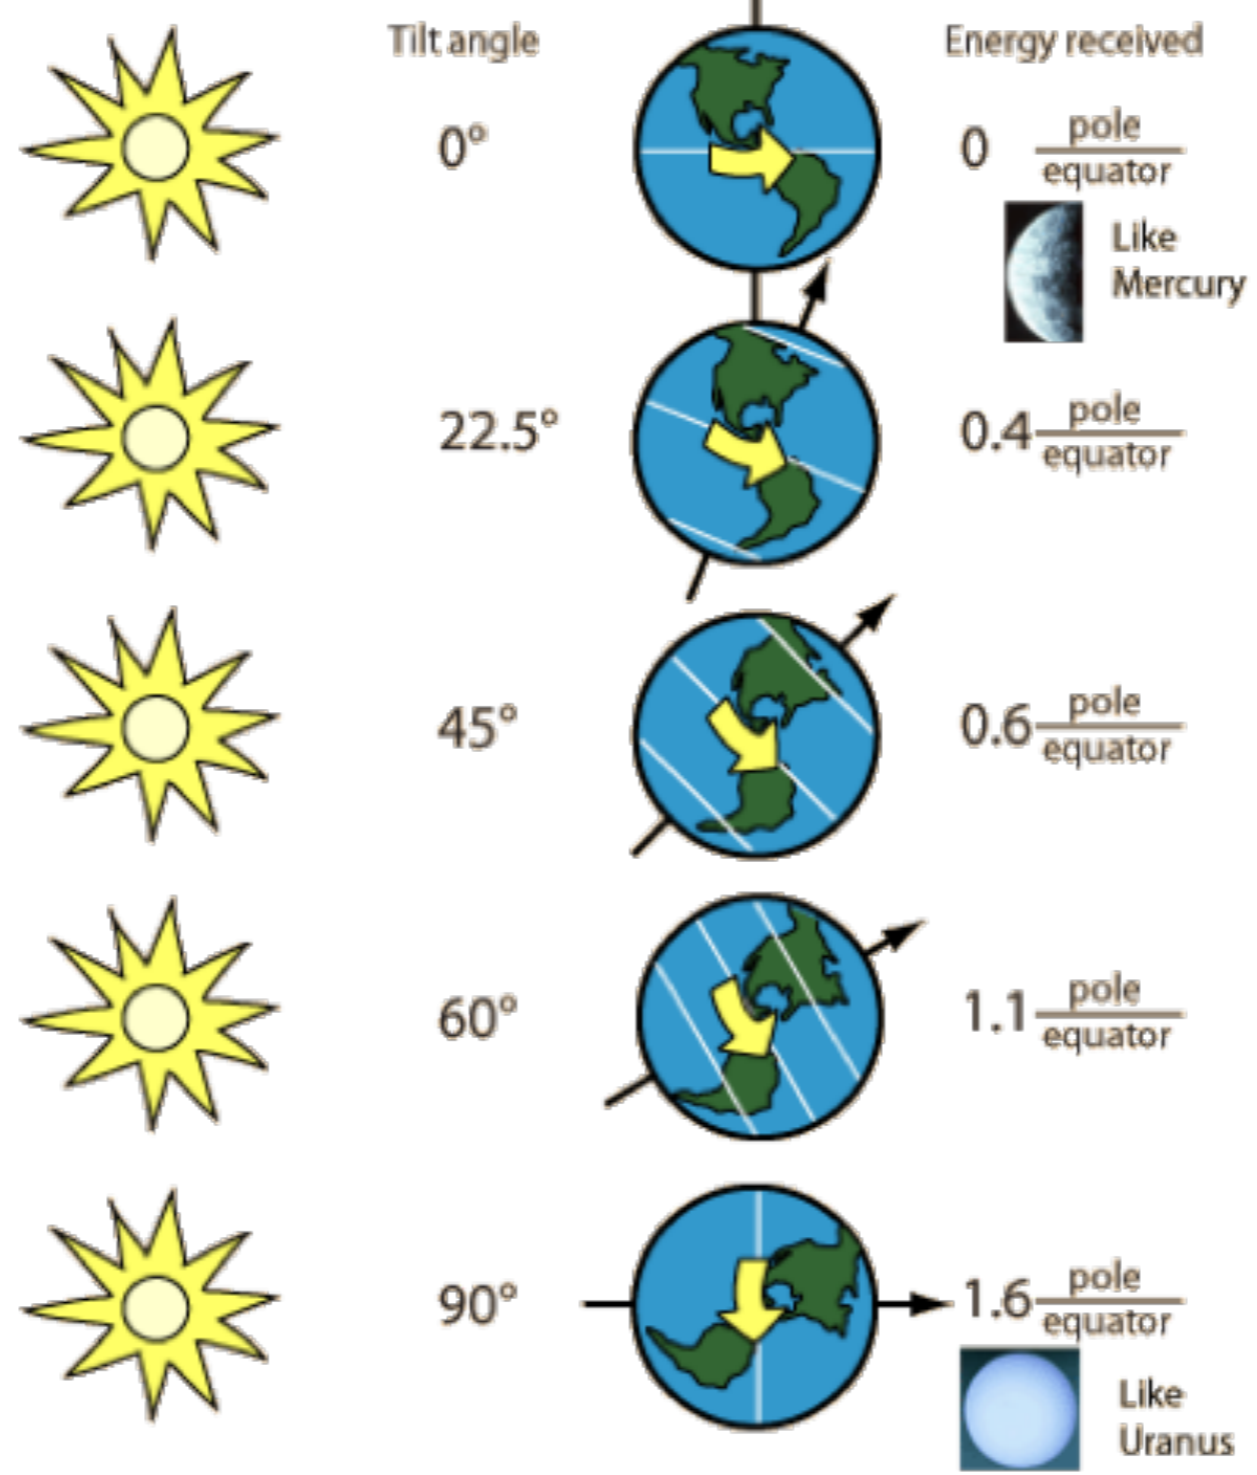 Tilt angle
Energy received
0°
0 pole
equator
Like
Mercury
22.5°
0.4 pole
equator
45°
0.6 pole
equator
60°
1.1 pole
equator
90°
1.6 pole
equator
Like
Uranus